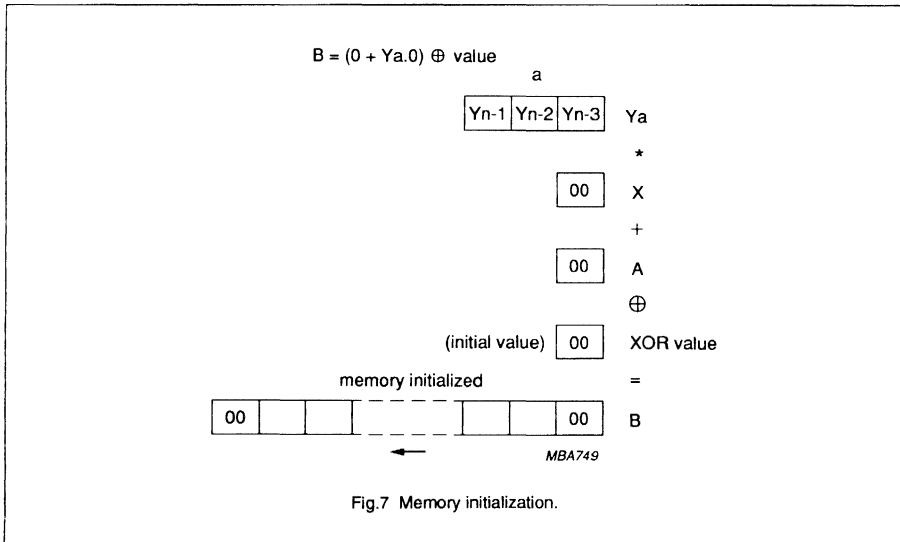 B = (0 + Ya.0) ⊕ value
a
Yn-1 Yn-2 Yn-3 Ya
*
00 X
+
00 A
⊕
(initial value) 00 XOR value
memory initialized =
00 00 B
MBA749
Fig.7 Memory initialization.